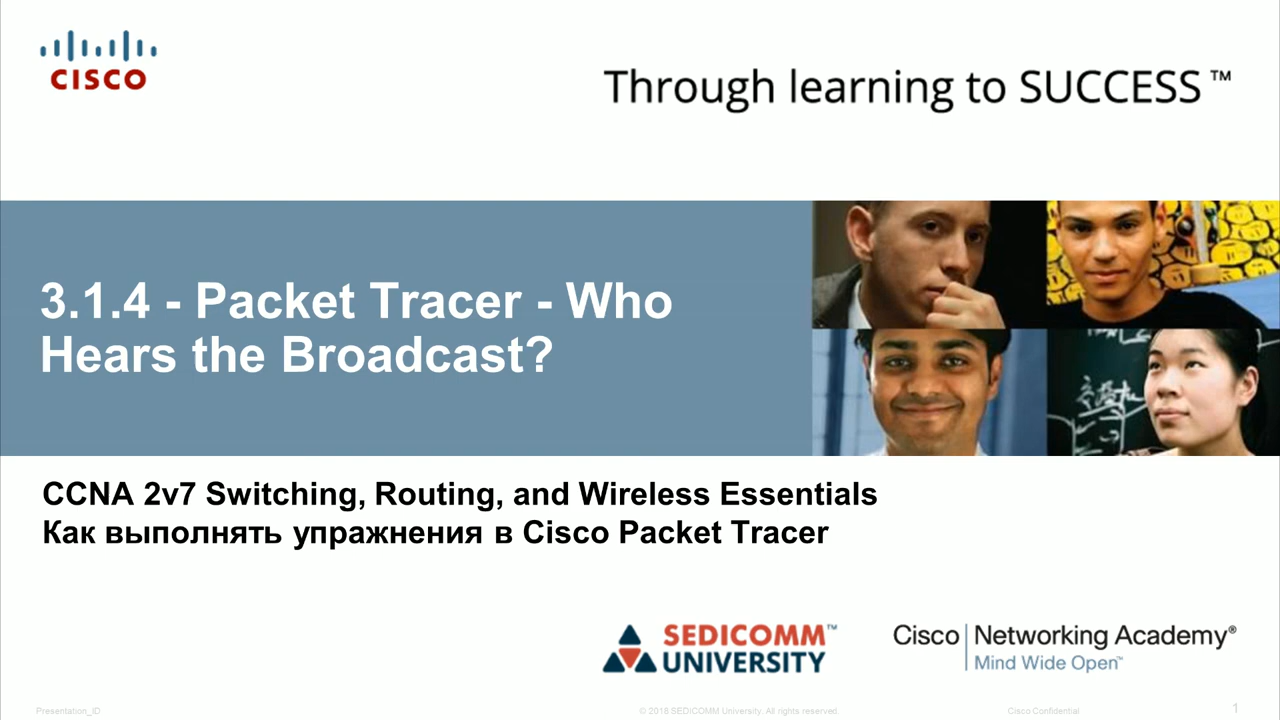 CISCO
Through learning to SUCCESS™
3.1.4 - Packet Tracer - Who
Hears the Broadcast?
CCNA 2v7 Switching, Routing, and Wireless Essentials
Как выполнять упражнения в Cisco Packet Tracer
SEDICOMM™
UNIVERSITY
Cisco Networking Academy®
Mind Wide Open™
Presentation_ID
© 2018 SEDICOMM University. All rights reserved.
Cisco Confidential
1